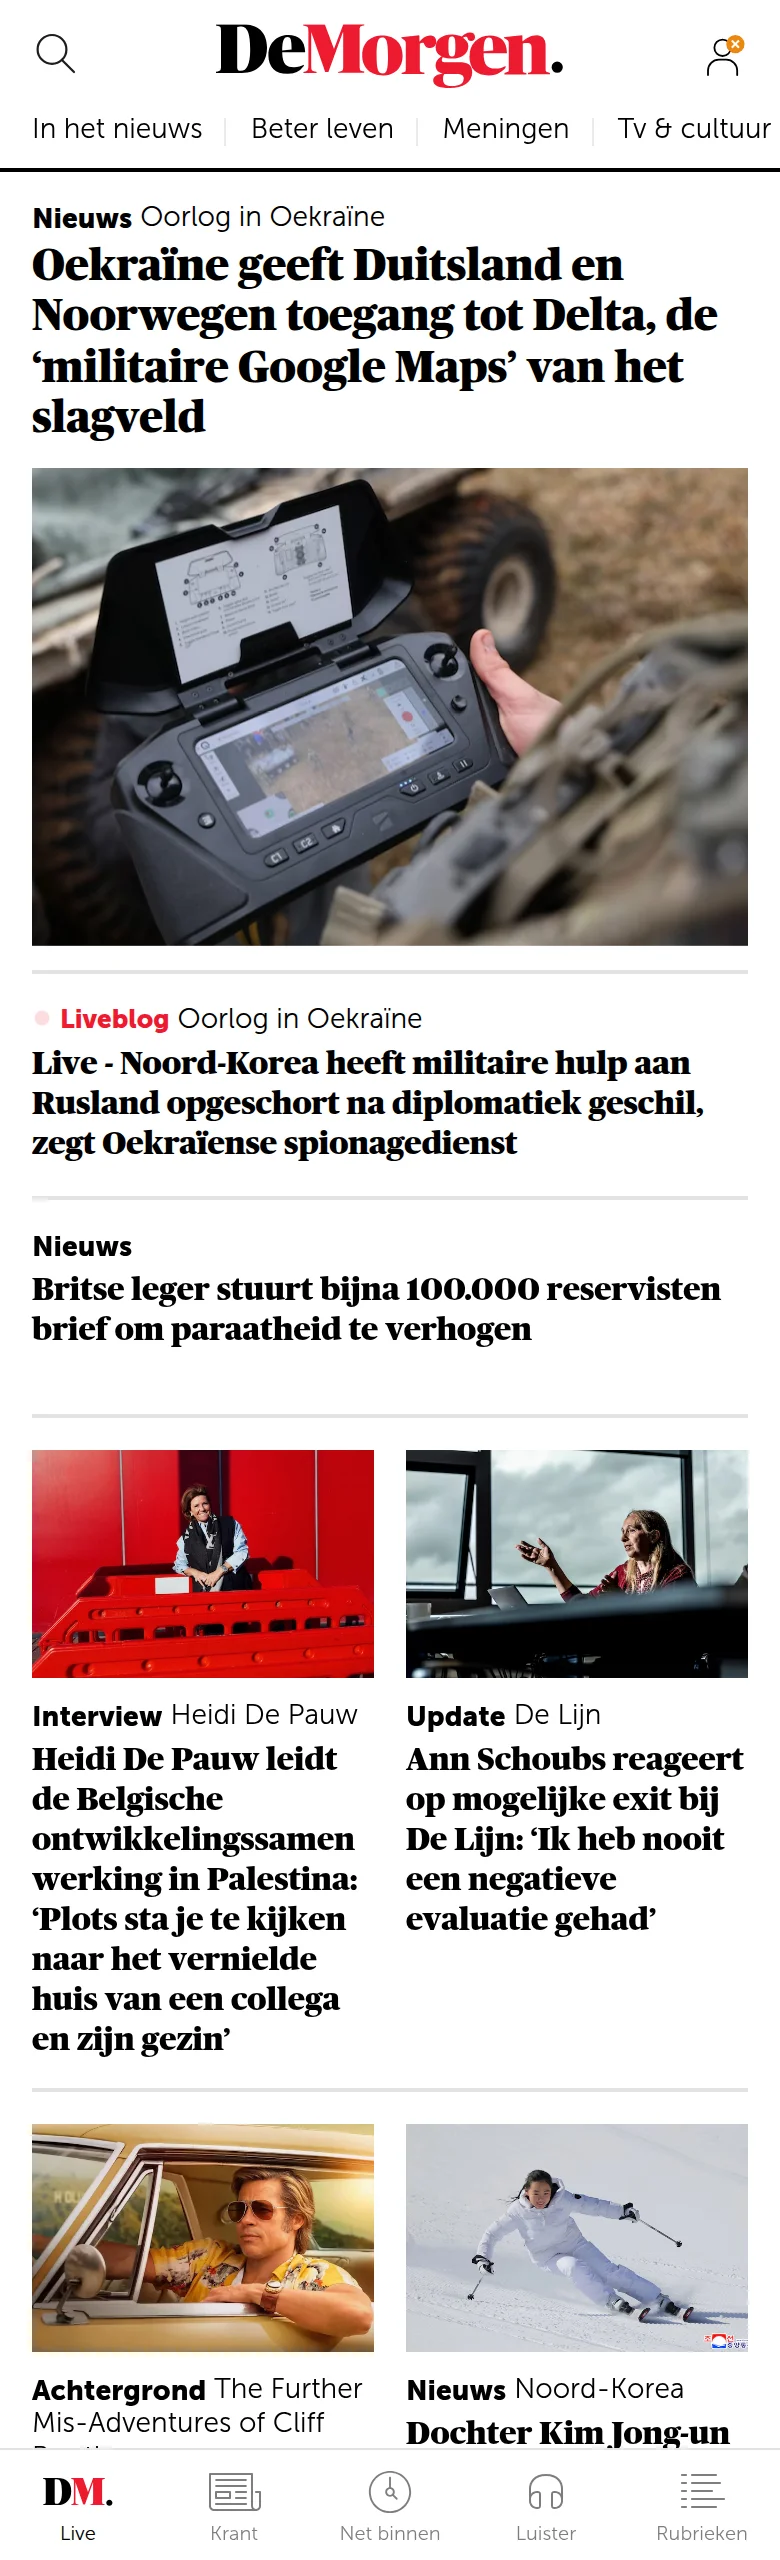 DeMorgen.
In het nieuws
Beter leven
Meningen
Tv & cultuur
Nieuws Oorlog in Oekraïne
Oekraïne geeft Duitsland en
Noorwegen toegang tot Delta, de
‘militaire Google Maps’ van het
slagveld
C1
C2
Liveblog Oorlog in Oekraïne
Live - Noord-Korea heeft militaire hulp aan
Rusland opgeschort na diplomatiek geschil,
zegt Oekraïense spionagedienst
Nieuws
Britse leger stuurt bijna 100.000 reservisten
brief om paraatheid te verhogen
Interview Heidi De Pauw
Heidi De Pauw leidt
de Belgische
ontwikkelingssamen
werking in Palestina:
‘Plots sta je te kijken
naar het vernielde
huis van een collega
en zijn gezin’
Update De Lijn
Ann Schoubs reageert
op mogelijke exit bij
De Lijn: ‘Ik heb nooit
een negatieve
evaluatie gehad’
Achtergrond The Further
Mis-Adventures of Cliff
Nieuws Noord-Korea
Dochter Kim Jong-un
DM.
Live
Krant
Net binnen
Luister
Rubrieken